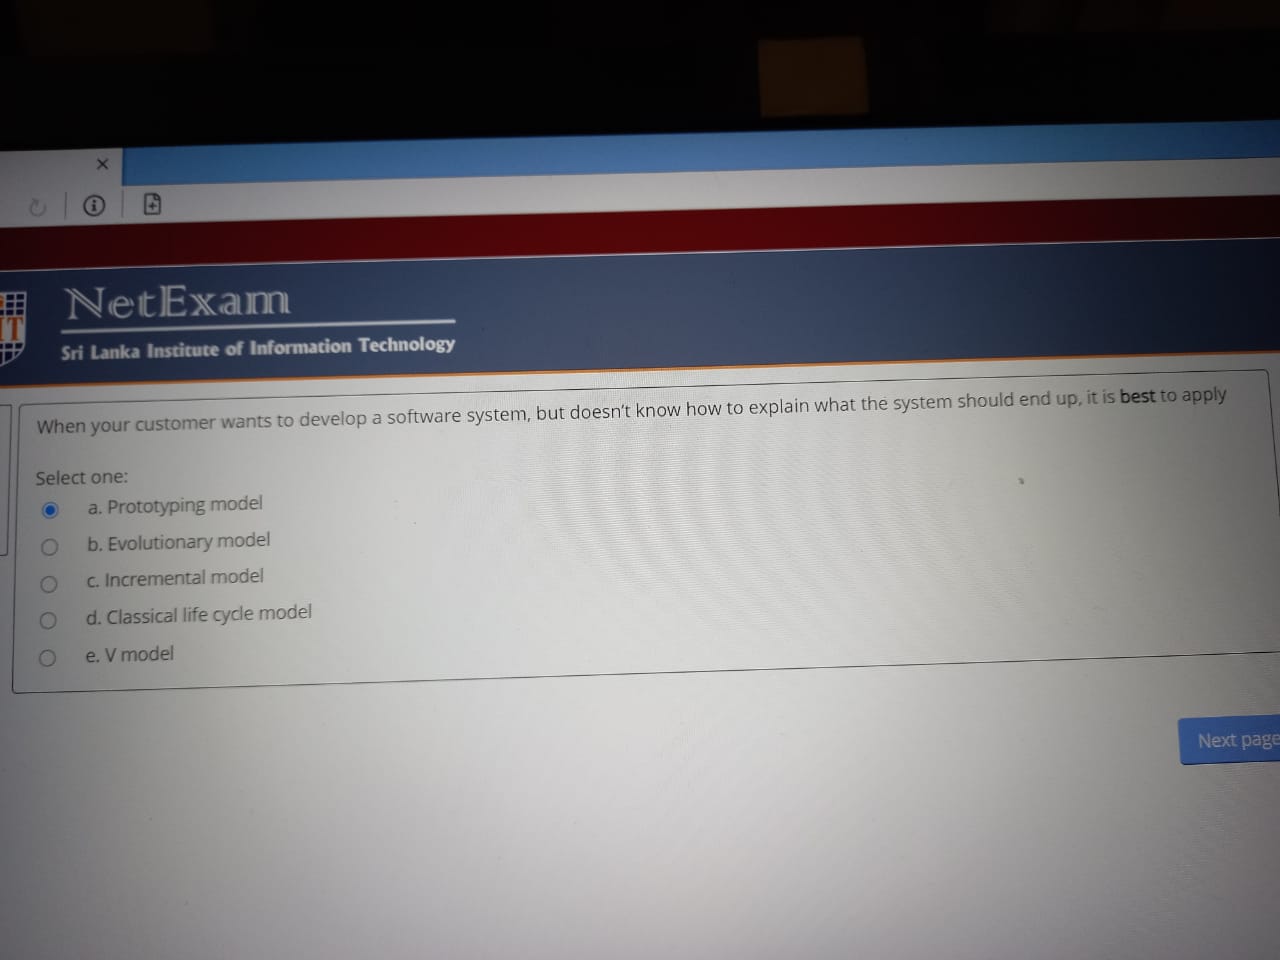 NetExam
Sri Lanka Institute of Information Technology
When your customer wants to develop a software system, but doesn't know how to explain what the system should end up, it is best to apply
Select one:
a. Prototyping model
b. Evolutionary model
c. Incremental model
d. Classical life cycle model
e. V model
Next page